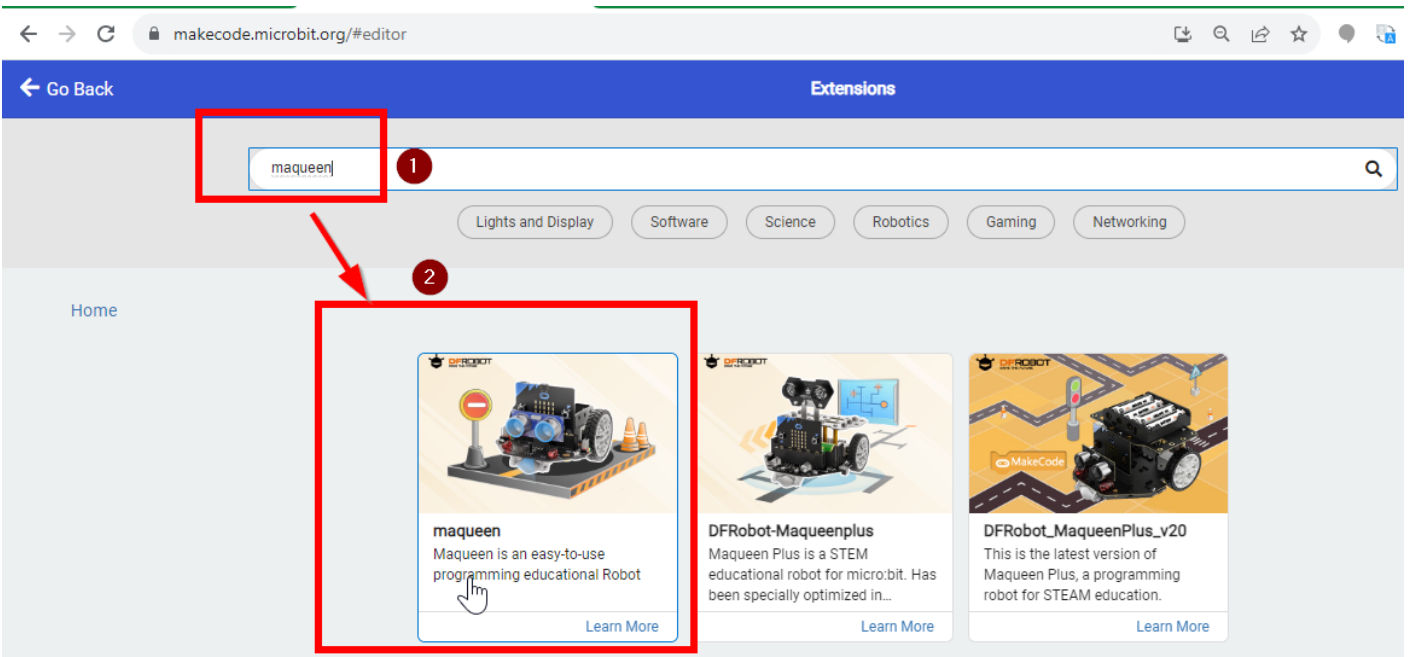 makecode.microbit.org/#editor
Go Back
Extensions
maqueen
1
Lights and Display
Software
Science
Robotics
Gaming
Networking
2
Home
DFROBOT
maqueen
Maqueen is an easy-to-use
programming educational Robot
Learn More
DFROBOT
DFRobot-Maqueenplus
Maqueen Plus is a STEM
educational robot for micro:bit. Has
been specially optimized in...
Learn More
DFROBOT
MakeCode
DFRobot_MaqueenPlus_v20
This is the latest version of
Maqueen Plus, a programming
robot for STEAM education.
Learn More